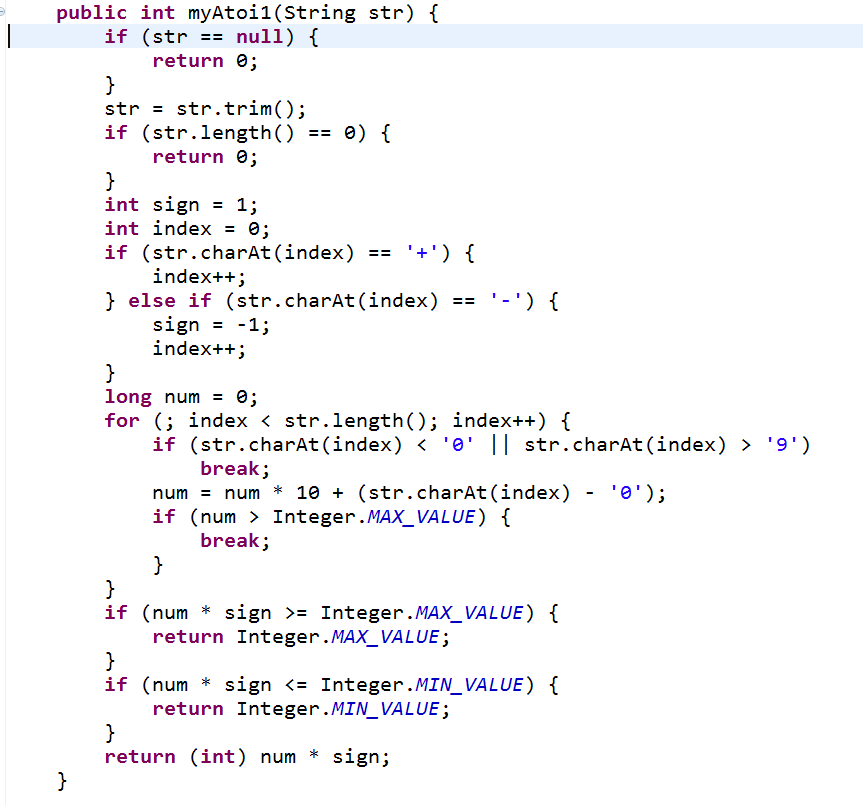 public int myAtoi1(String str) {
    if (str == null) {
        return 0;
    }
    str = str.trim();
    if (str.length() == 0) {
        return 0;
    }
    int sign = 1;
    int index = 0;
    if (str.charAt(index) == '+') {
        index++;
    } else if (str.charAt(index) == '-') {
        sign = -1;
        index++;
    }
    long num = 0;
    for (; index < str.length(); index++) {
        if (str.charAt(index) < '0' || str.charAt(index) > '9')
            break;
        num = num * 10 + (str.charAt(index) - '0');
        if (num > Integer.MAX_VALUE) {
            break;
        }
    }
    if (num * sign >= Integer.MAX_VALUE) {
        return Integer.MAX_VALUE;
    }
    if (num * sign <= Integer.MIN_VALUE) {
        return Integer.MIN_VALUE;
    }
    return (int) num * sign;
}